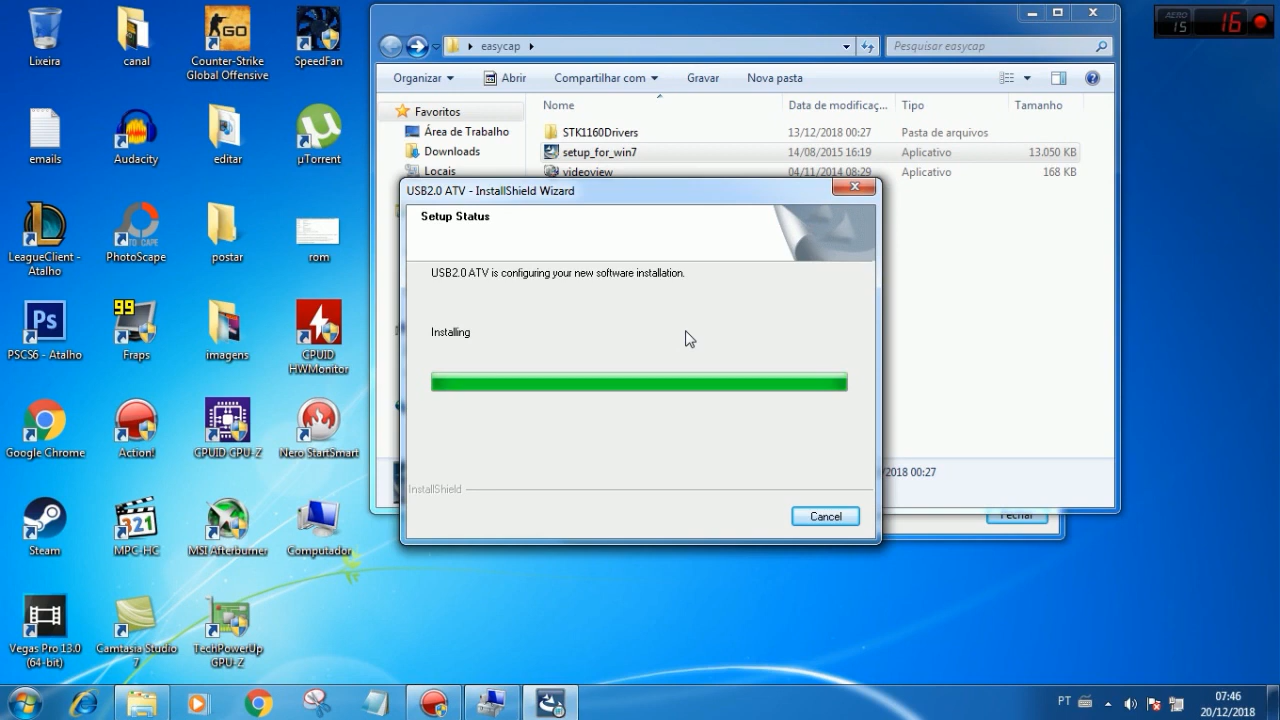 Lixeira
canal
Counter-Strike
Global Offensive
SpeedFan
emails
Audacity
editar
µTorrent
LeagueClient -
Atalho
PhotoScape
postar
rom
PSCS6 - Atalho
99
Fraps
imagens
CPUID
HWMonitor
Google Chrome
Action!
CPUID CPU-Z
Nero StartSmart
Steam
MPC-HC
MSI Afterburner
Computador
Vegas Pro 13.0
(64-bit)
Camtasia Studio
7
TechPowerUp
GPU-Z
easycap
Pesquisar easycap
Organizar
Abrir
Compartilhar com
Gravar
Nova pasta
Favoritos
Área de Trabalho
Downloads
Locais
Nome
Data de modificaç...
Tipo
Tamanho
STK1160Drivers
13/12/2018 00:27
Pasta de arquivos
setup_for_win7
14/08/2015 16:19
Aplicativo
13.050 KB
videoview
04/11/2014 08:29
Aplicativo
168 KB
USB2.0 ATV - InstallShield Wizard
Setup Status
USB2.0 ATV is configuring your new software installation.
Installing
InstallShield
Cancel
/2018 00:27
Fechar
AERO
15
16
PT
07:46
20/12/2018